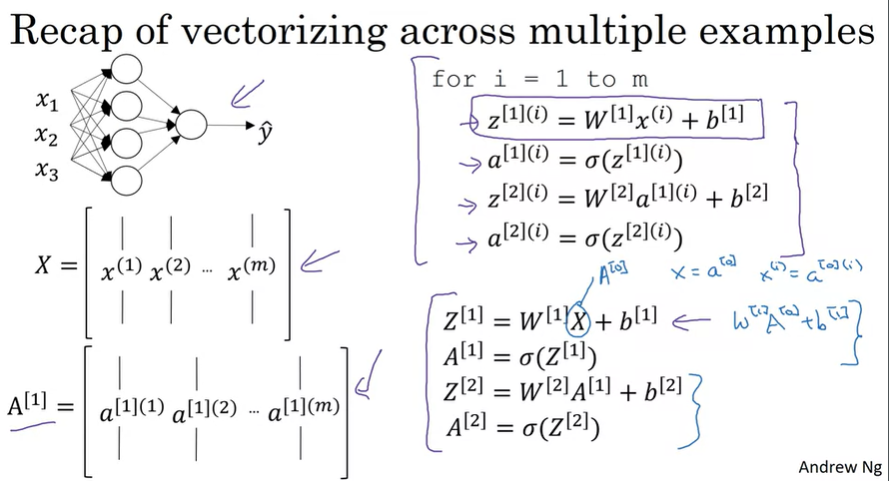 Recap of vectorizing across multiple examples
x₁
x₂
x₃
ŷ
X = [ x⁽¹⁾ x⁽²⁾ … x⁽ᵐ⁾ ]
A[1] = [ a[1](1) a[1](2) … a[1](m) ]
for i = 1 to m
z[1](i) = W[1]x(i) + b[1]
a[1](i) = σ(z[1](i))
z[2](i) = W[2]a[1](i) + b[2]
a[2](i) = σ(z[2](i))
A[0] x = a[0] x(i) = a[0](i)
Z[1] = W[1]X + b[1] ← W[1]A[0] + b[1]
A[1] = σ(Z[1])
Z[2] = W[2]A[1] + b[2]
A[2] = σ(Z[2])
Andrew Ng